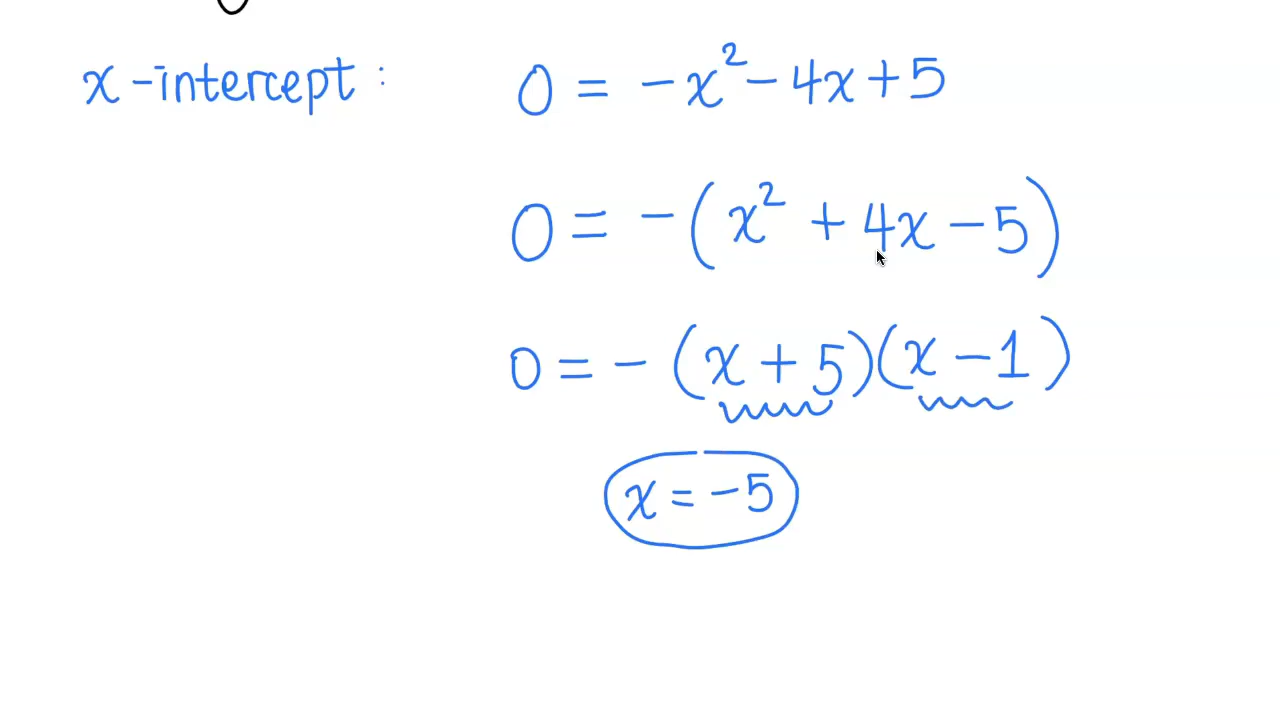 x-intercept: 0 = -x² - 4x + 5
0 = -(x² + 4x - 5)
0 = -(x + 5)(x - 1)
x = -5